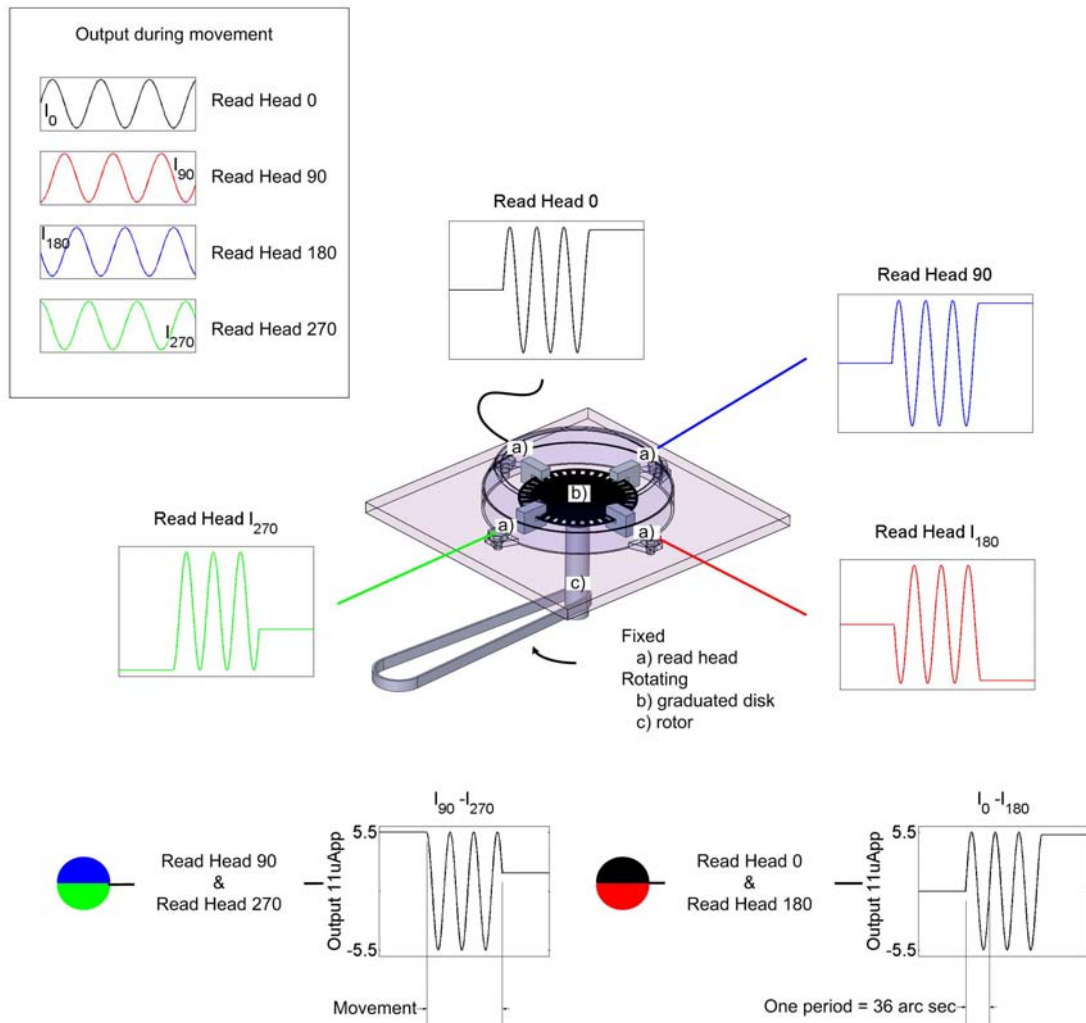 Output during movement
I0
Read Head 0
I90
Read Head 90
I180
Read Head 180
I270
Read Head 270
Read Head 0
Read Head 90
a)
a)
b)
a)
a)
c)
Read Head I270
Read Head I180
Fixed
a) read head
Rotating
b) graduated disk
c) rotor
Read Head 90
&
Read Head 270
I90 -I270
Output 11uApp
5.5
-5.5
Movement
Read Head 0
&
Read Head 180
I0 -I180
Output 11uApp
5.5
-5.5
One period = 36 arc sec